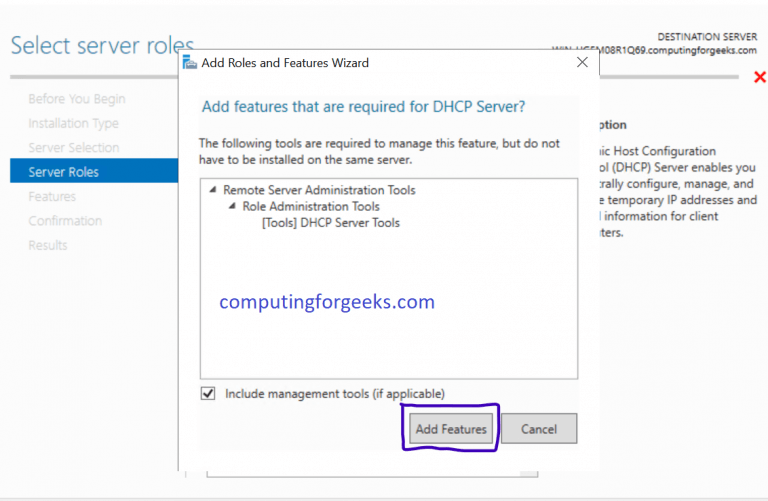 Select server roles
DESTINATION SERVER
08R1Q69.computingforgeeks.com
Add Roles and Features Wizard
Before You Begin
Installation Type
Server Selection
Server Roles
Features
Confirmation
Results
Add features that are required for DHCP Server?
The following tools are required to manage this feature, but do not
have to be installed on the same server.
Remote Server Administration Tools
Role Administration Tools
[Tools] DHCP Server Tools
computingforgeeks.com
Include management tools (if applicable)
Add Features
Cancel
ption
ic Host Configuration
ol (DHCP) Server enables you
trally configure, manage, and
e temporary IP addresses and
information for client
ters.